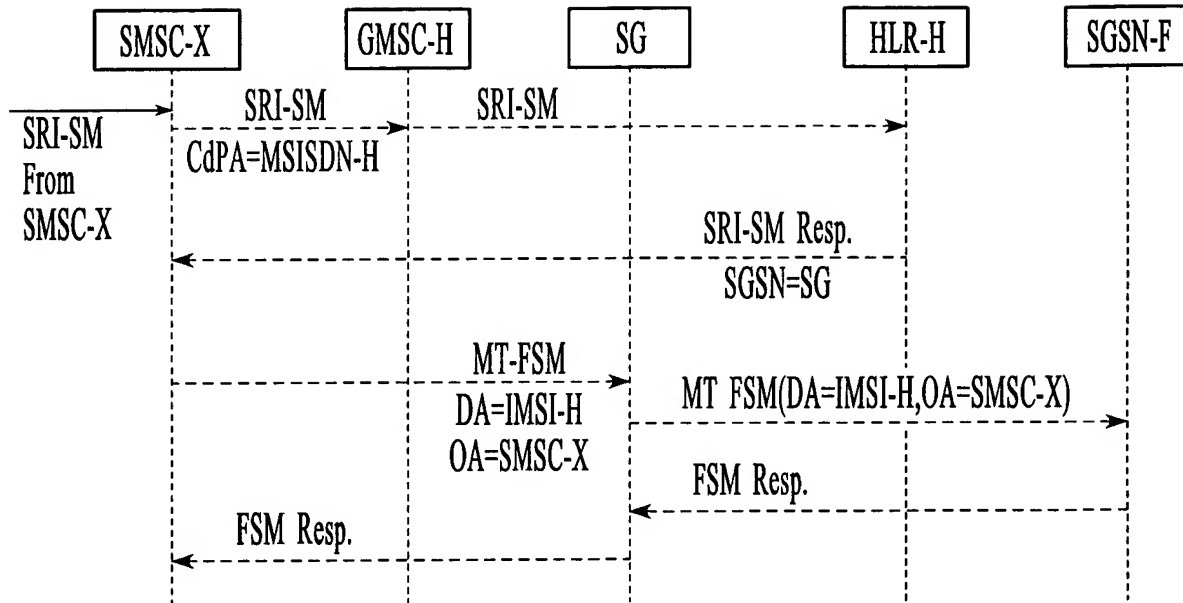 SMSC-X
GMSC-H
SG
HLR-H
SGSN-F
SRI-SM
From
SMSC-X
SRI-SM
CdPA=MSISDN-H
SRI-SM
SRI-SM Resp.
SGSN=SG
MT-FSM
DA=IMSI-H
OA=SMSC-X
MT FSM(DA=IMSI-H,OA=SMSC-X)
FSM Resp.
FSM Resp.